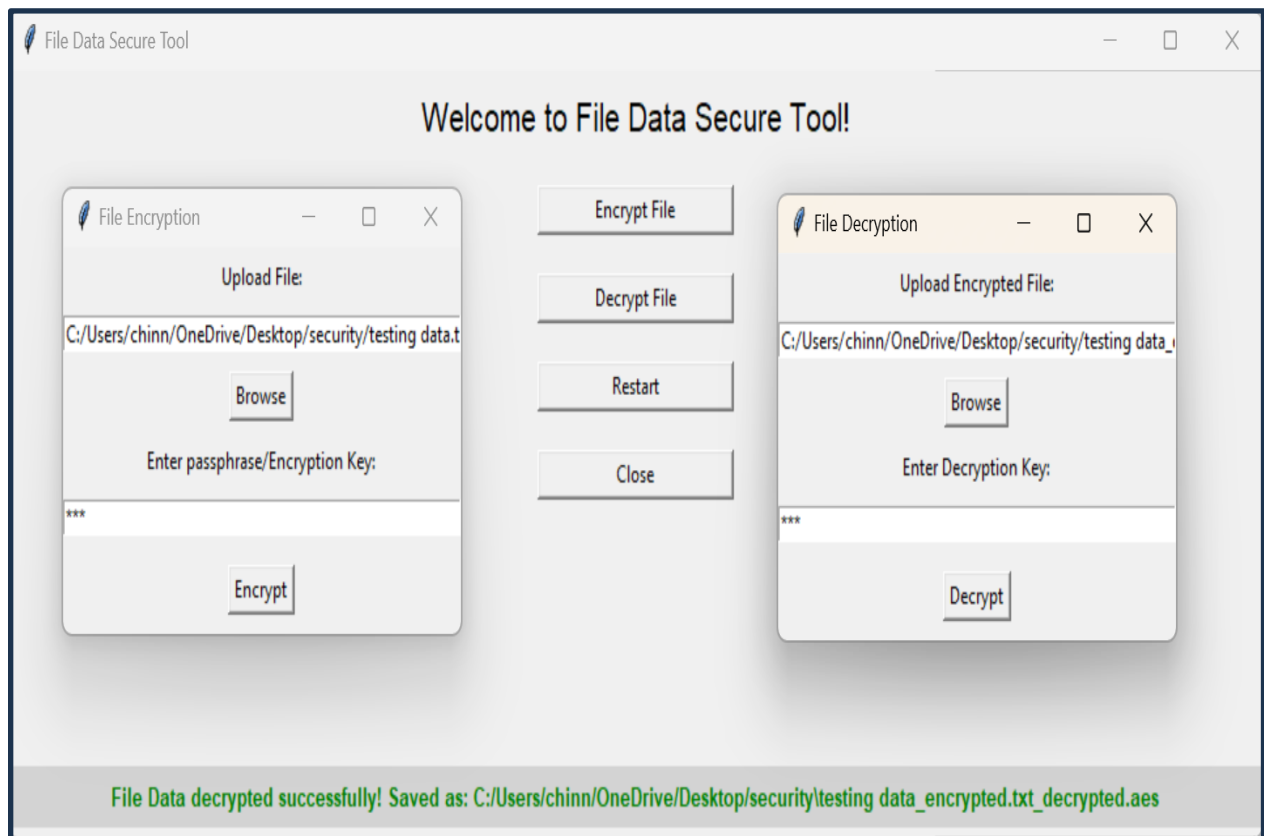 File Data Secure Tool
Welcome to File Data Secure Tool!
File Encryption
Upload File:
C:/Users/chinn/OneDrive/Desktop/security/testing data.t
Browse
Enter passphrase/Encryption Key:
***
Encrypt
Encrypt File
Decrypt File
Restart
Close
File Decryption
Upload Encrypted File:
C:/Users/chinn/OneDrive/Desktop/security/testing data_
Browse
Enter Decryption Key:
***
Decrypt
File Data decrypted successfully! Saved as: C:/Users/chinn/OneDrive/Desktop/security\testing data_encrypted.txt_decrypted.aes